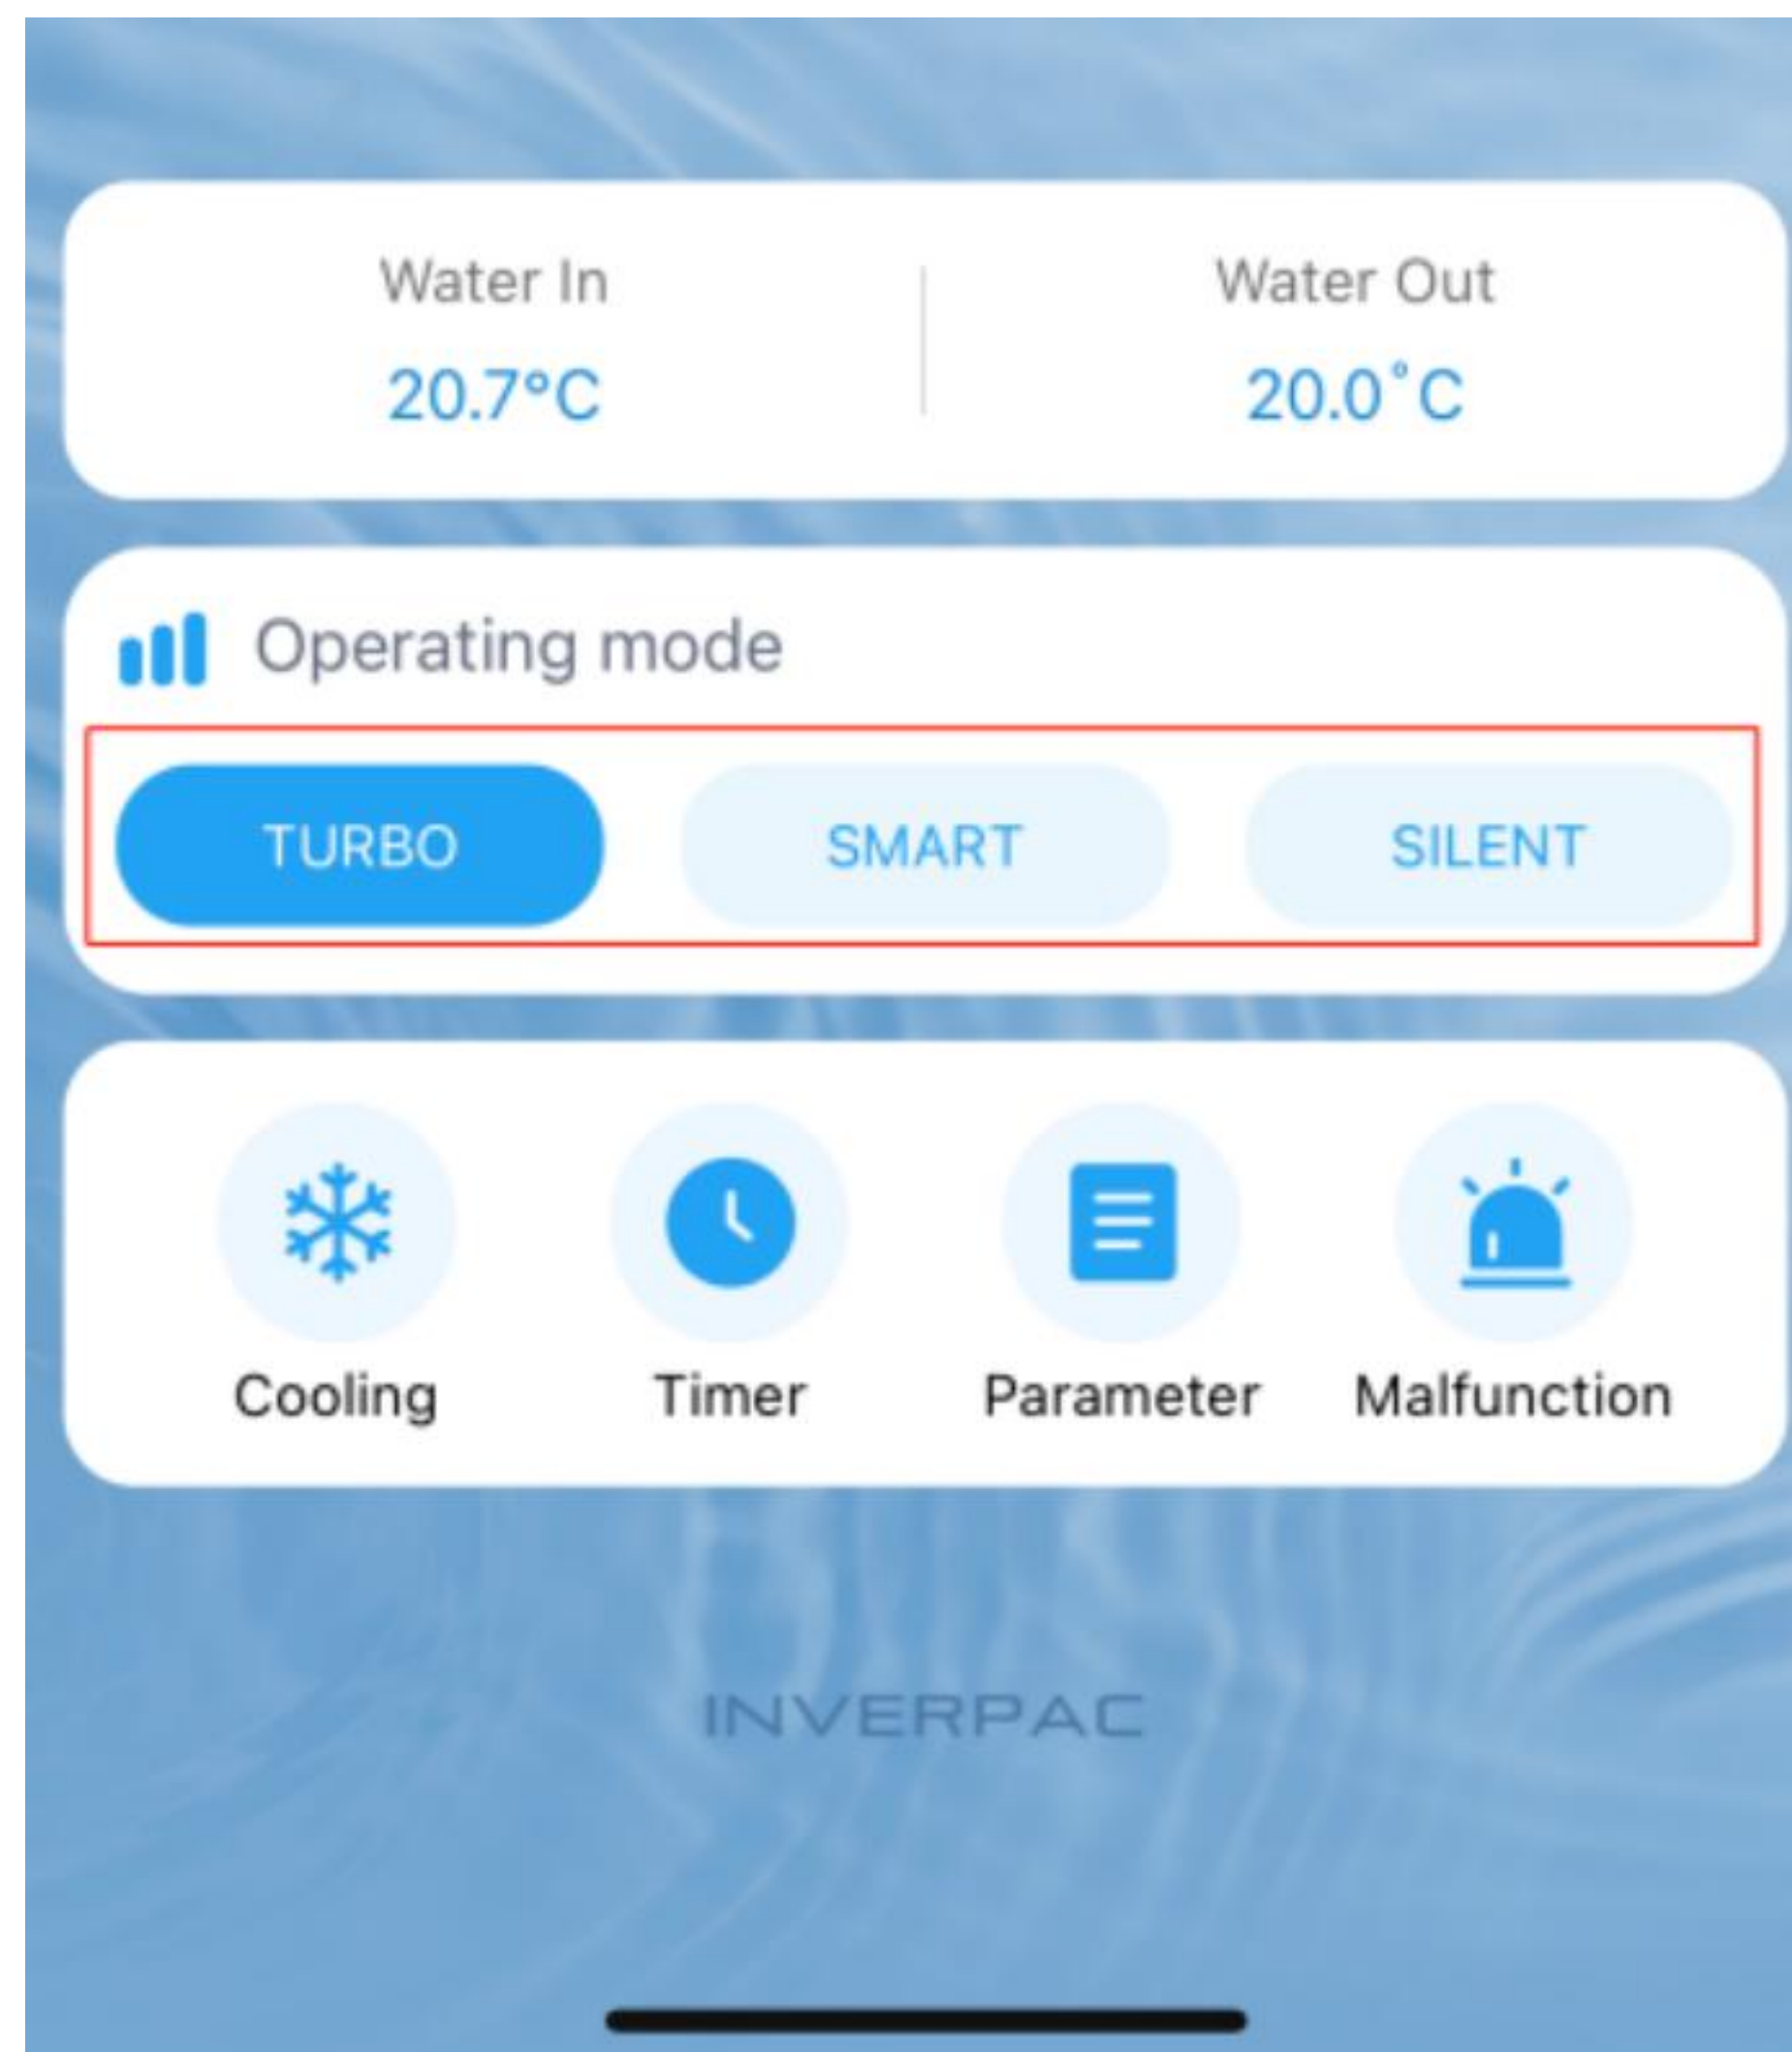 Water In Water Out
20.7°C 20.0°C
Operating mode
TURBO SMART SILENT
Cooling Timer Parameter Malfunction
INVERPAC